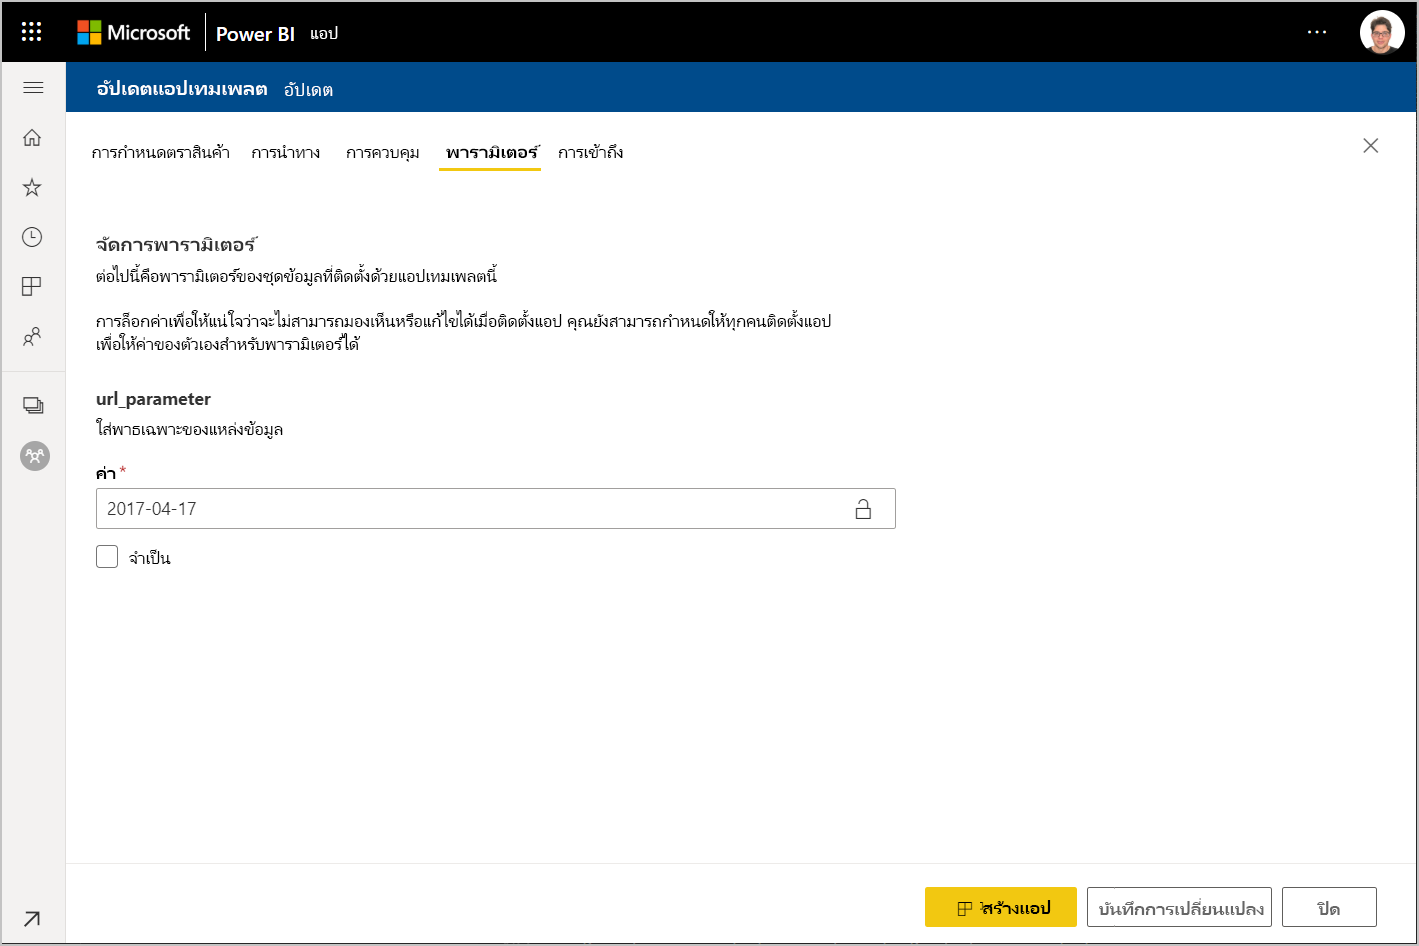 Microsoft Power BI แอป
อัปเดตแอปเทมเพลต อัปเดต
การกำหนดตราสินค้า การนำทาง การควบคุม พารามิเตอร์ การเข้าถึง
จัดการพารามิเตอร์
ต่อไปนี้คือพารามิเตอร์ของชุดข้อมูลที่ติดตั้งด้วยแอปเทมเพลตนี้
การล็อกค่าเพื่อให้แน่ใจว่าจะไม่สามารถมองเห็นหรือแก้ไขได้เมื่อติดตั้งแอป คุณยังสามารถกำหนดให้ทุกคนติดตั้งแอป
เพื่อให้ค่าของตัวเองสำหรับพารามิเตอร์ได้
url_parameter
ใส่พาธเฉพาะของแหล่งข้อมูล
ค่า *
2017-04-17
จำเป็น
สร้างแอป บันทึกการเปลี่ยนแปลง ปิด